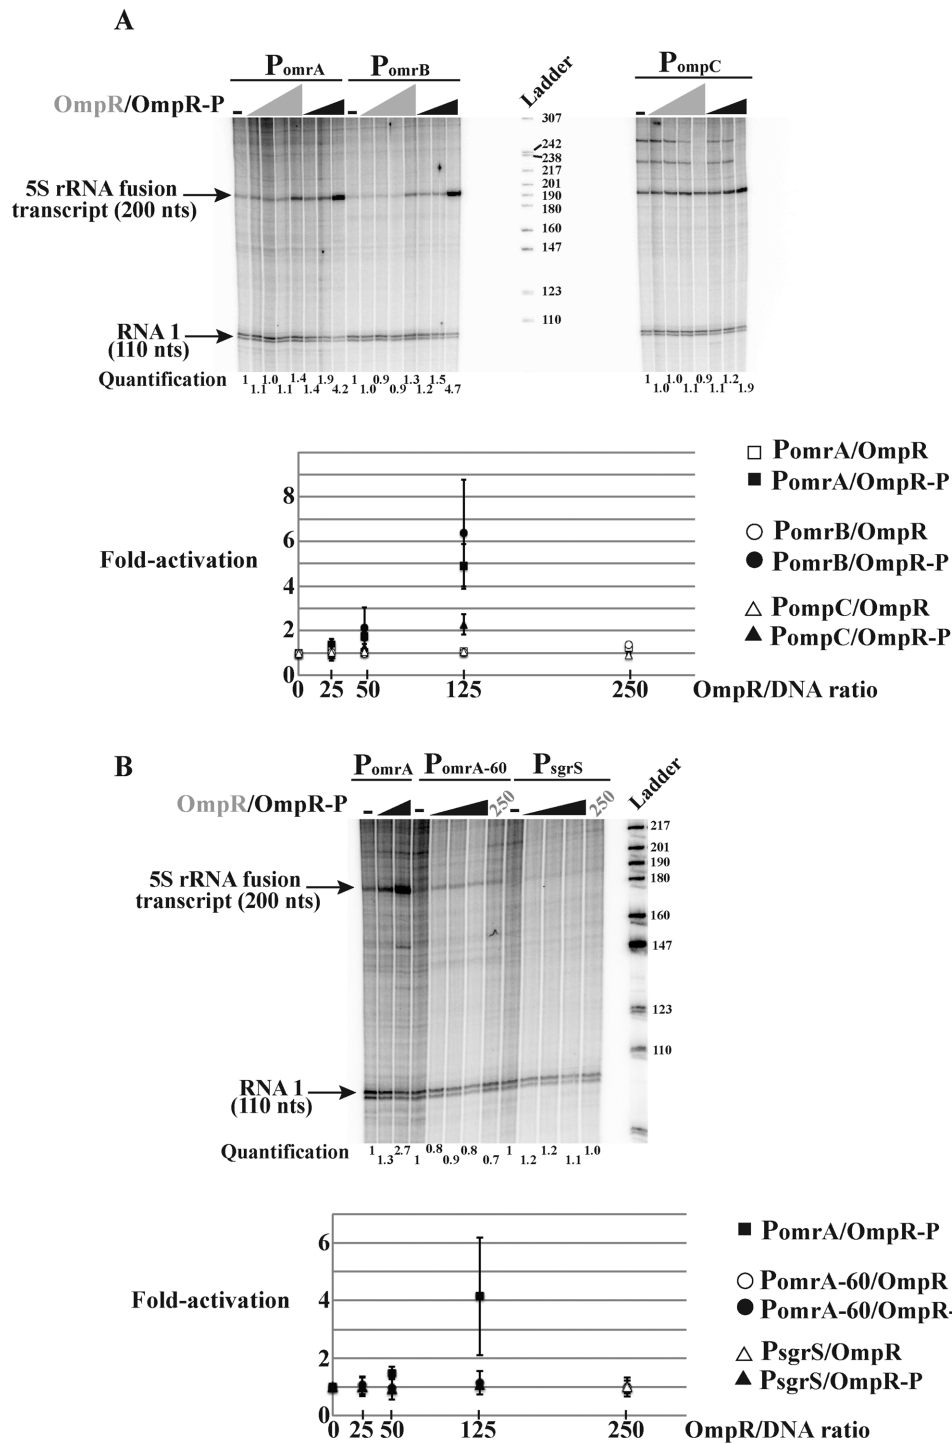 A
PomrA PomrB Ladder PompC
OmpR/OmpR-P - - -
307
242
238
217
201
190
180
160
147
123
110
5S rRNA fusion
transcript (200 nts)
RNA 1
(110 nts)
Quantification 1 1.1 1.0 1.1 1.4 1.4 1.9 4.2 1 1.0 0.9 0.9 1.3 1.2 1.5 4.7 1 1.0 1.0 1.1 0.9 1.1 1.2 1.9
8
6
4
2
0
Fold-activation
0 25 50 125 250 OmpR/DNA ratio
PomrA/OmpR
PomrA/OmpR-P
PomrB/OmpR
PomrB/OmpR-P
PompC/OmpR
PompC/OmpR-P
B
PomrA PomrA-60 PsgrS Ladder
OmpR/OmpR-P - - 250 - 250
217
201
190
180
160
147
123
110
5S rRNA fusion
transcript (200 nts)
RNA 1
(110 nts)
Quantification 1 1.3 2.7 1 0.8 0.9 0.8 0.7 1 1.2 1.2 1.1 1.0
6
4
2
0
Fold-activation
0 25 50 125 250 OmpR/DNA ratio
PomrA/OmpR-P
PomrA-60/OmpR
PomrA-60/OmpR-
PsgrS/OmpR
PsgrS/OmpR-P